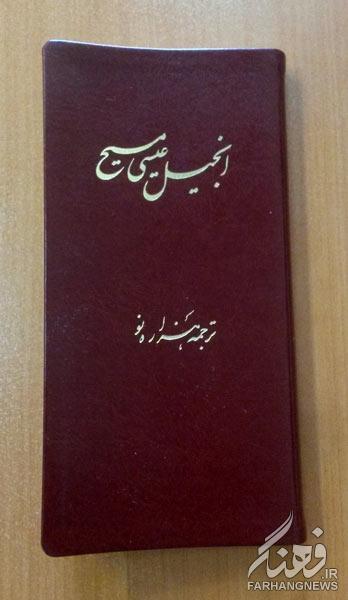 انجیل عیسی مسیح
ترجمه هزارهٔ نو
فرهنگ
.IR
FARHANGNEWS